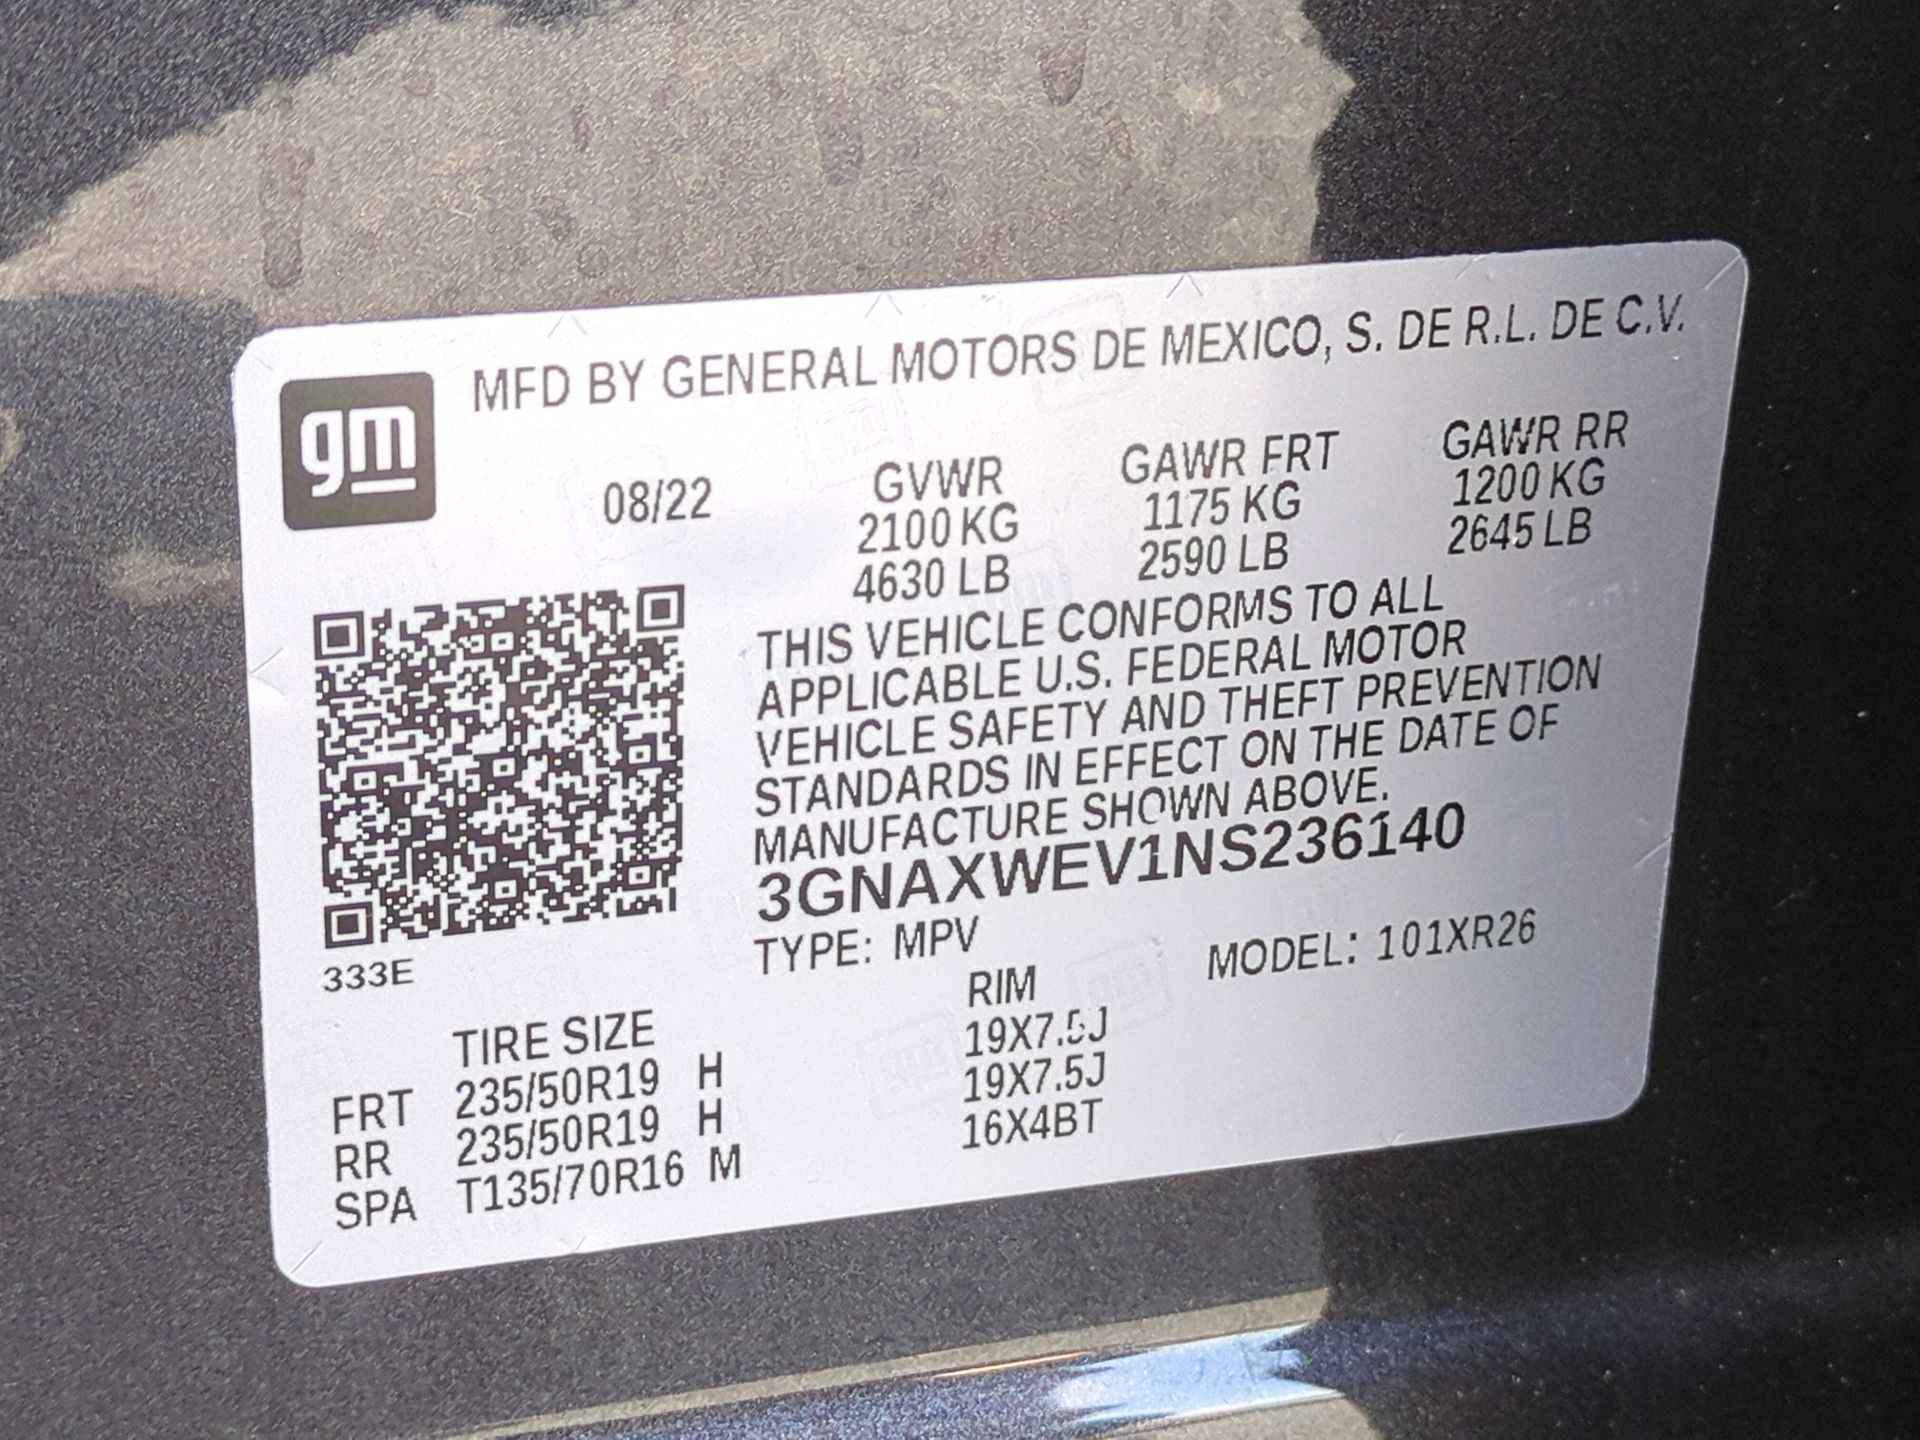 gm
MFD BY GENERAL MOTORS DE MEXICO, S. DE R.L. DE C.V.
08/22 GVWR GAWR FRT GAWR RR
2100 KG 1175 KG 1200 KG
4630 LB 2590 LB 2645 LB
THIS VEHICLE CONFORMS TO ALL
APPLICABLE U.S. FEDERAL MOTOR
VEHICLE SAFETY AND THEFT PREVENTION
STANDARDS IN EFFECT ON THE DATE OF
MANUFACTURE SHOWN ABOVE.
3GNAXWEV1NS236140
TYPE: MPV MODEL: 101XR26
333E
TIRE SIZE RIM
FRT 235/50R19 H 19X7.5J
RR 235/50R19 H 19X7.5J
SPA T135/70R16 M 16X4BT